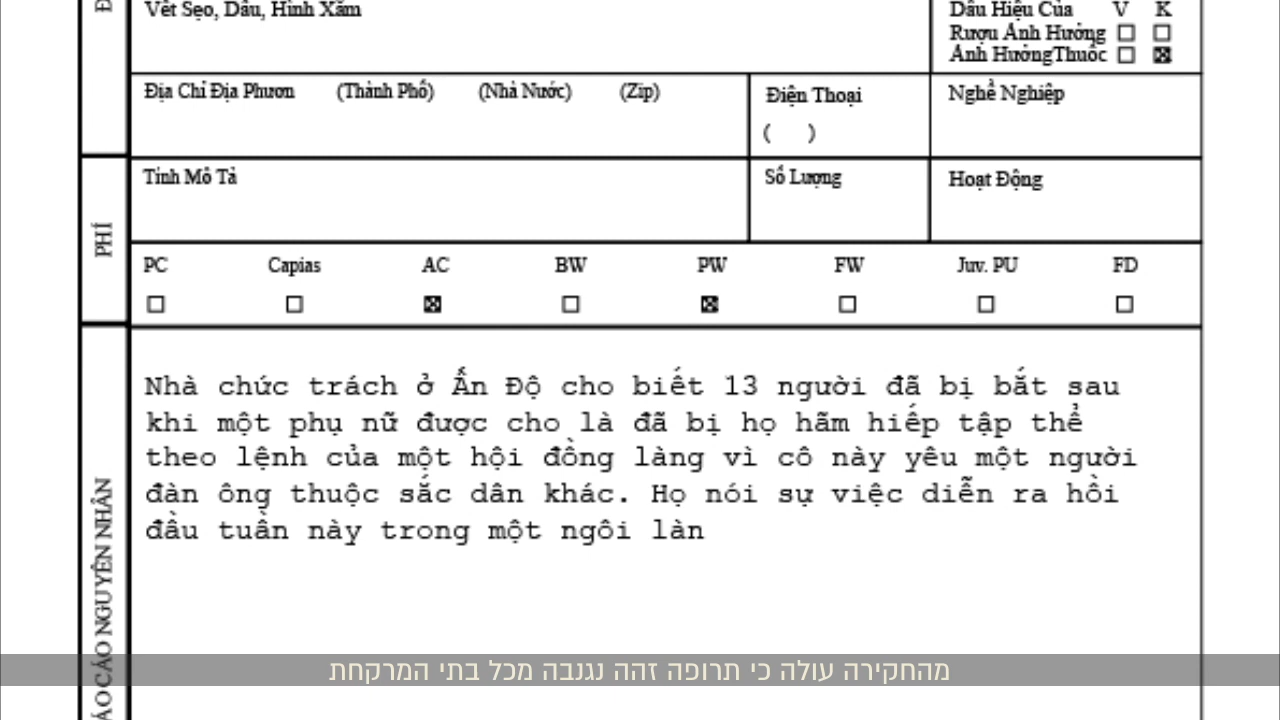 Vết Sẹo, Dấu, Hình Xăm
Dấu Hiệu Của V K
Rượu Ảnh Hưởng
Ảnh HưởngThuốc
Địa Chỉ Địa Phươn (Thành Phố) (Nhà Nước) (Zip)
Điện Thoại
( )
Nghề Nghiệp
PHÍ
Tính Mô Tả
Số Lượng
Hoạt Động
PC Capias AC BW PW FW Juv. PU FD
ÁO CÁO NGUYÊN NHÂN
Nhà chức trách ở Ấn Độ cho biết 13 người đã bị bắt sau
khi một phụ nữ được cho là đã bị họ hãm hiếp tập thể
theo lệnh của một hội đồng làng vì cô này yêu một người
đàn ông thuộc sắc dân khác. Họ nói sự việc diễn ra hồi
đầu tuần này trong một ngôi làn
מהחקירה עולה כי תרופה זהה נגנבה מכל בתי המרקחת